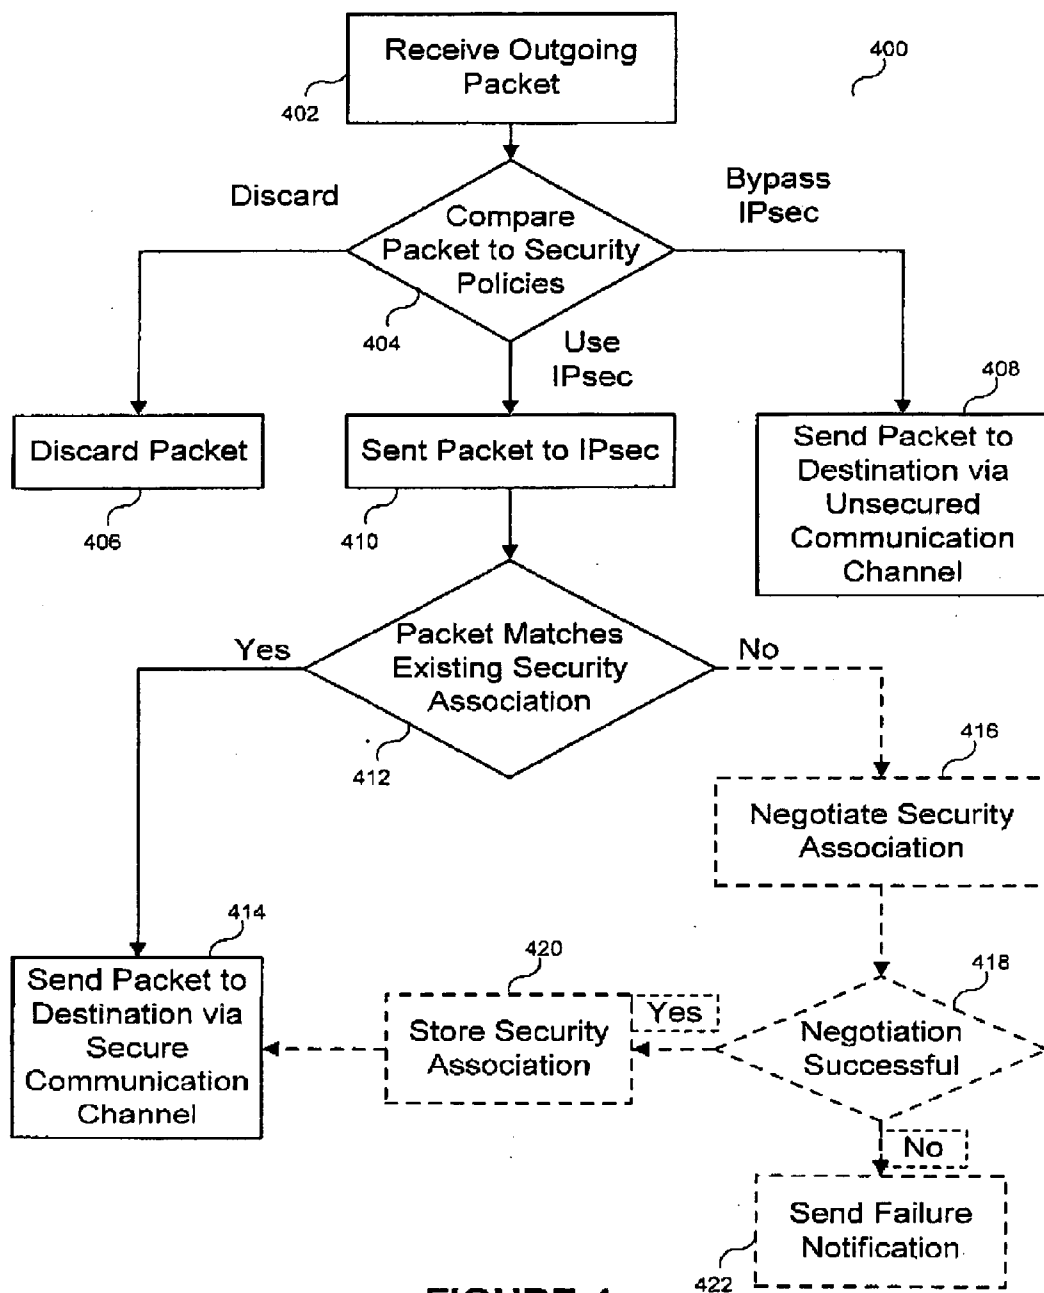 Receive Outgoing
Packet
402
400
Discard
Bypass
IPsec
Compare
Packet to Security
Policies
404
Use
IPsec
408
Discard Packet
406
Sent Packet to IPsec
410
Send Packet to
Destination via
Unsecured
Communication
Channel
Yes
Packet Matches
Existing Security
Association
No
412
416
Negotiate Security
Association
414
Send Packet to
Destination via
Secure
Communication
Channel
420
Store Security
Association
Yes
418
Negotiation
Successful
No
Send Failure
Notification
422